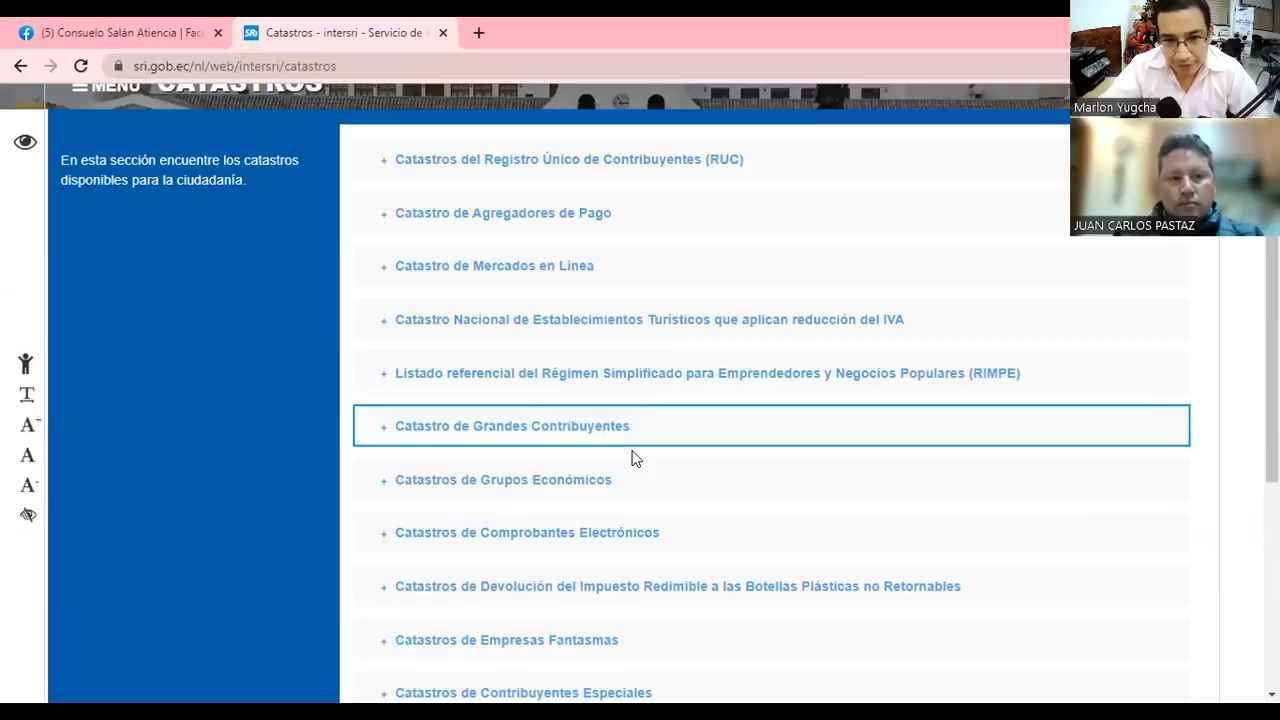 (5) Consuelo Salán Atiencia | Fac
SRi Catastros - intersri - Servicio de
sri.gob.ec/nl/web/intersri/catastros
MENÚ CATASTROS
Marlon Yugcha
JUAN CARLOS PASTAZ
En esta sección encuentre los catastros
disponibles para la ciudadanía.
+ Catastros del Registro Único de Contribuyentes (RUC)
+ Catastro de Agregadores de Pago
+ Catastro de Mercados en Línea
+ Catastro Nacional de Establecimientos Turísticos que aplican reducción del IVA
+ Listado referencial del Régimen Simplificado para Emprendedores y Negocios Populares (RIMPE)
+ Catastro de Grandes Contribuyentes
+ Catastros de Grupos Económicos
+ Catastros de Comprobantes Electrónicos
+ Catastros de Devolución del Impuesto Redimible a las Botellas Plásticas no Retornables
+ Catastros de Empresas Fantasmas
+ Catastros de Contribuyentes Especiales
T
A+
A
A-